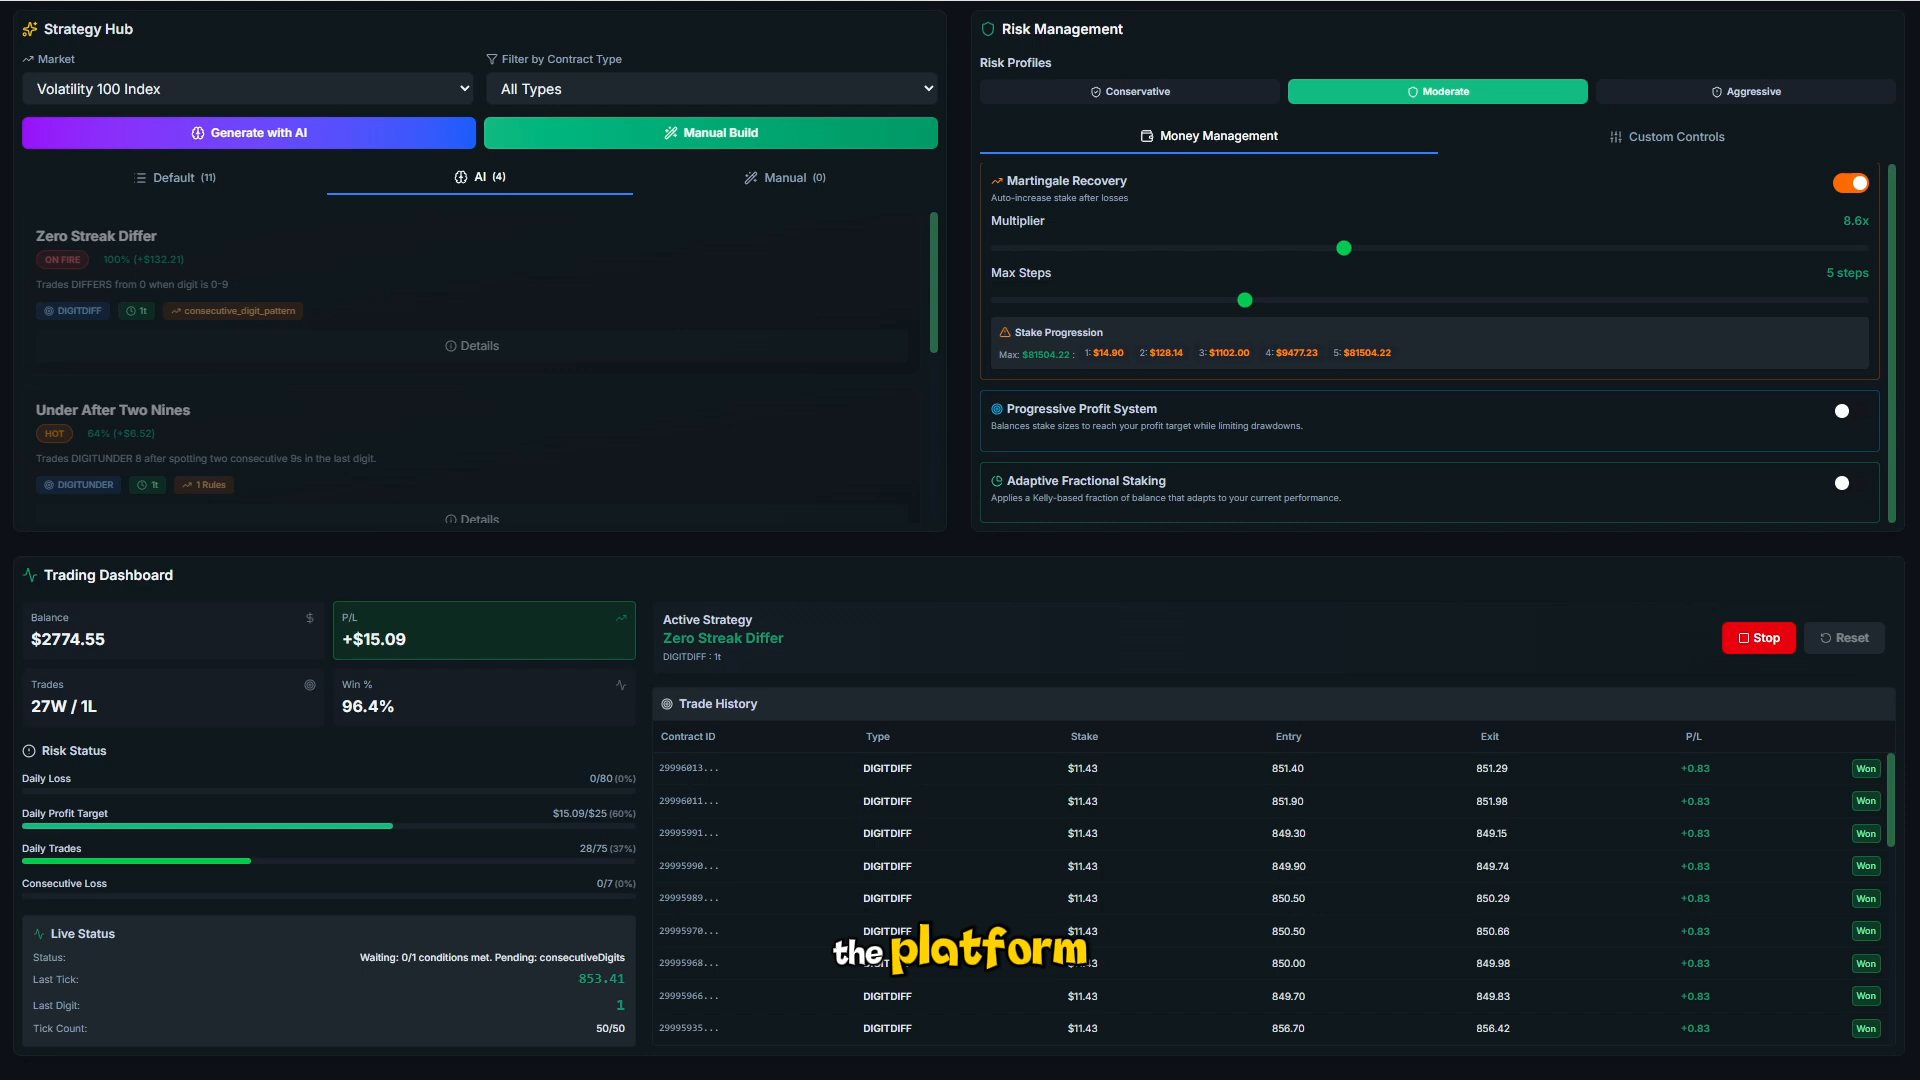 Strategy Hub
Market
Filter by Contract Type
Volatility 100 Index
All Types
Generate with AI
Manual Build
Default (11)
AI (4)
Manual (0)
Zero Streak Differ
ON FIRE 100% (+$132.21)
Trades DIFFERS from 0 when digit is 0-9
DIGITDIFF 1t consecutive_digit_pattern
Details
Under After Two Nines
HOT 64% (+$6.52)
Trades DIGITUNDER 8 after spotting two consecutive 9s in the last digit.
DIGITUNDER 1t 1 Rules
Details
Risk Management
Risk Profiles
Conservative
Moderate
Aggressive
Money Management
Custom Controls
Martingale Recovery
Auto-increase stake after losses
Multiplier 8.6x
Max Steps 5 steps
Stake Progression
Max: $81504.22 : 1: $14.90 2: $128.14 3: $1102.00 4: $9477.23 5: $81504.22
Progressive Profit System
Balances stake sizes to reach your profit target while limiting drawdowns.
Adaptive Fractional Staking
Applies a Kelly-based fraction of balance that adapts to your current performance.
Trading Dashboard
Balance
$2774.55
P/L
+$15.09
Trades
27W / 1L
Win %
96.4%
Risk Status
Daily Loss 0/80 (0%)
Daily Profit Target $15.09/$25 (60%)
Daily Trades 28/75 (37%)
Consecutive Loss 0/7 (0%)
Live Status
Status: Waiting: 0/1 conditions met. Pending: consecutiveDigits
Last Tick: 853.41
Last Digit: 1
Tick Count: 50/50
Active Strategy
Zero Streak Differ
DIGITDIFF : 1t
Stop
Reset
Trade History
Contract ID Type Stake Entry Exit P/L
29996013... DIGITDIFF $11.43 851.40 851.29 +0.83 Won
29996011... DIGITDIFF $11.43 851.90 851.98 +0.83 Won
29995991... DIGITDIFF $11.43 849.30 849.15 +0.83 Won
29995990... DIGITDIFF $11.43 849.90 849.74 +0.83 Won
29995989... DIGITDIFF $11.43 850.50 850.29 +0.83 Won
29995970... DIGITDIFF $11.43 850.50 850.66 +0.83 Won
the platform
29995968... 850.00 849.98 +0.83 Won
29995966... DIGITDIFF $11.43 849.70 849.83 +0.83 Won
29995935... DIGITDIFF $11.43 856.70 856.42 +0.83 Won